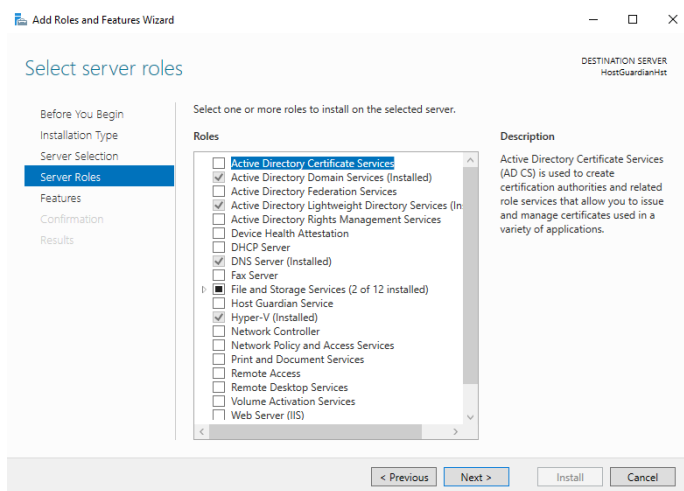 Add Roles and Features Wizard
Select server roles
DESTINATION SERVER
HostGuardianHst
Before You Begin
Installation Type
Server Selection
Server Roles
Features
Confirmation
Results
Select one or more roles to install on the selected server.
Roles
Active Directory Certificate Services
Active Directory Domain Services (Installed)
Active Directory Federation Services
Active Directory Lightweight Directory Services (In
Active Directory Rights Management Services
Device Health Attestation
DHCP Server
DNS Server (Installed)
Fax Server
File and Storage Services (2 of 12 installed)
Host Guardian Service
Hyper-V (Installed)
Network Controller
Network Policy and Access Services
Print and Document Services
Remote Access
Remote Desktop Services
Volume Activation Services
Web Server (IIS)
Description
Active Directory Certificate Services
(AD CS) is used to create
certification authorities and related
role services that allow you to issue
and manage certificates used in a
variety of applications.
< Previous
Next >
Install
Cancel